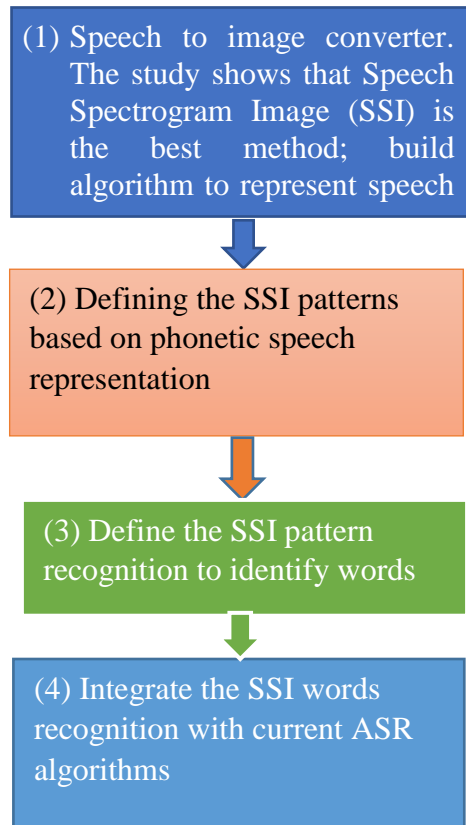 (1) Speech to image converter.
The study shows that Speech
Spectrogram Image (SSI) is
the best method; build
algorithm to represent speech
(2) Defining the SSI patterns
based on phonetic speech
representation
(3) Define the SSI pattern
recognition to identify words
(4) Integrate the SSI words
recognition with current ASR
algorithms